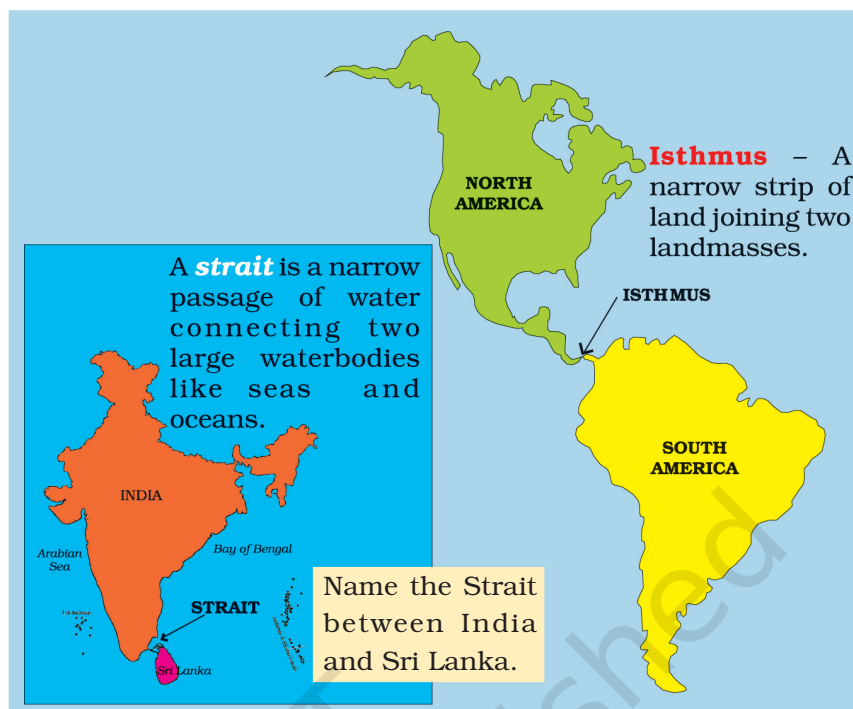 NORTH
AMERICA
Isthmus – A
narrow strip of
land joining two
landmasses.
ISTHMUS
SOUTH
AMERICA
A strait is a narrow
passage of water
connecting two
large waterbodies
like seas and
oceans.
INDIA
Arabian
Sea
Bay of Bengal
STRAIT
Sri Lanka
Name the Strait
between India
and Sri Lanka.